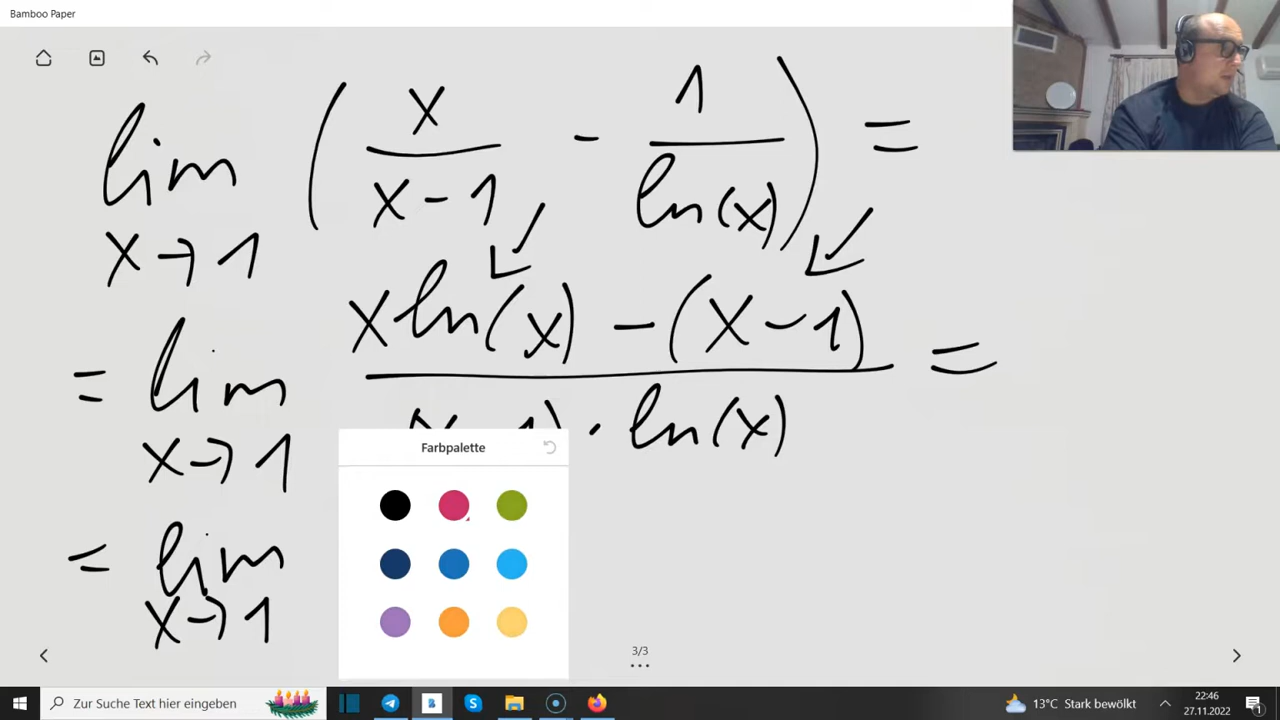 Bamboo Paper
lim x→1 ( x/(x-1) - 1/ln(x) ) =
= lim x→1 (x ln(x) - (x-1)) / ( · ln(x)) =
= lim x→1
Farbpalette
3/3
Zur Suche Text hier eingeben
13°C Stark bewölkt
22:46
27.11.2022
1